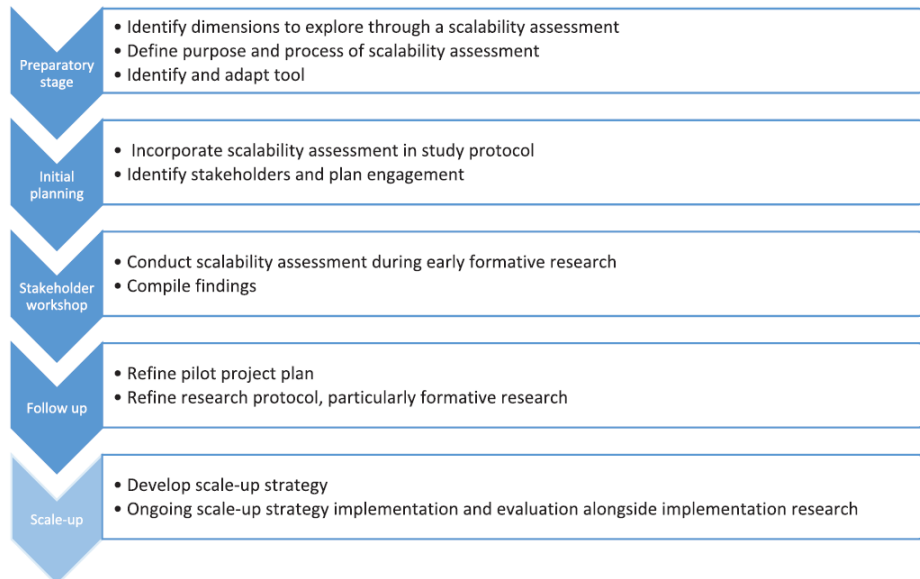 Preparatory
stage
• Identify dimensions to explore through a scalability assessment
• Define purpose and process of scalability assessment
• Identify and adapt tool
Initial
planning
• Incorporate scalability assessment in study protocol
• Identify stakeholders and plan engagement
Stakeholder
workshop
• Conduct scalability assessment during early formative research
• Compile findings
Follow up
• Refine pilot project plan
• Refine research protocol, particularly formative research
Scale-up
• Develop scale-up strategy
• Ongoing scale-up strategy implementation and evaluation alongside implementation research